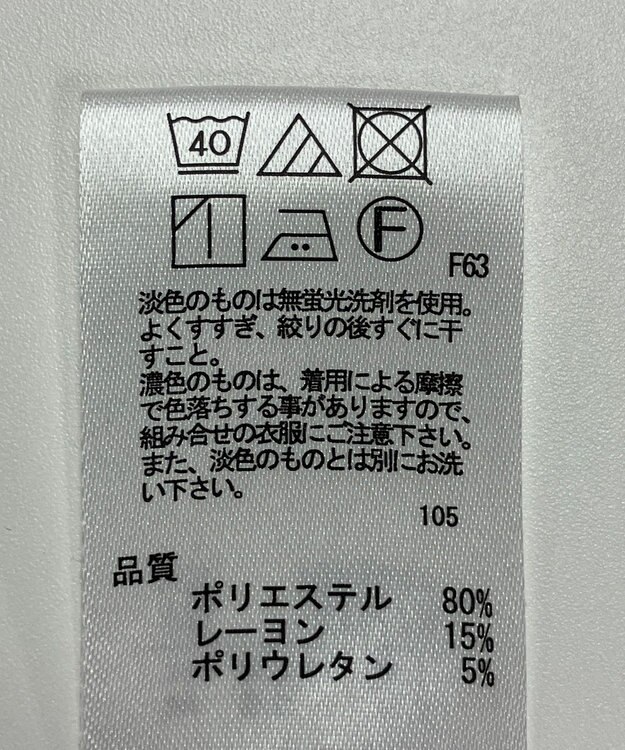 40
F
F63
淡色のものは無蛍光洗剤を使用。
よくすすぎ、絞りの後すぐに干
すこと。
濃色のものは、着用による摩擦
で色落ちする事がありますので、
組み合せの衣服にご注意下さい。
また、淡色のものとは別にお洗
い下さい。
105
品質
ポリエステル 80%
レーヨン 15%
ポリウレタン 5%